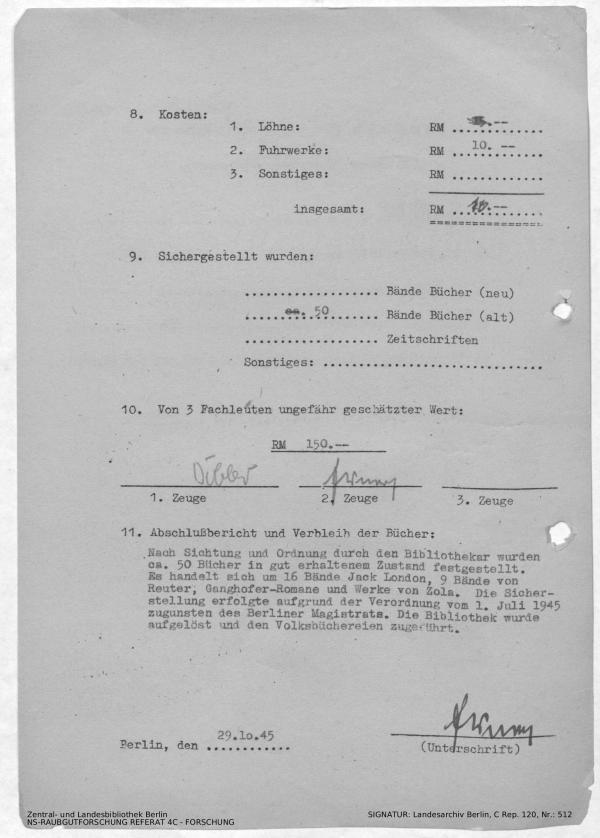 8. Kosten:
1. Löhne: RM ..........--......
2. Fuhrwerke: RM ...10. --....
3. Sonstiges: RM ..............
insgesamt: RM ...10.--.....
9. Sichergestellt wurden:
................... Bände Bücher (neu)
......ca. 50....... Bände Bücher (alt)
................... Zeitschriften
Sonstiges: ...............................
10. Von 3 Fachleuten ungefähr geschätzter Wert:
RM 150.--
1. Zeuge 2. Zeuge 3. Zeuge
11. Abschlußbericht und Verbleib der Bücher:
Nach Sichtung und Ordnung durch den Bibliothekar wurden
ca. 50 Bücher in gut erhaltenem Zustand festgestellt.
Es handelt sich um 16 Bände Jack London, 9 Bände von
Reuter, Ganghofer-Romane und Werke von Zola. Die Sicher-
stellung erfolgte aufgrund der Verordnung vom 1. Juli 1945
zugunsten des Berliner Magistrats. Die Bibliothek wurde
aufgelöst und den Volksbüchereien zugeführt.
Berlin, den 29.10.45
(Unterschrift)
Zentral- und Landesbibliothek Berlin
NS-RAUBGUTFORSCHUNG REFERAT 4C - FORSCHUNG
SIGNATUR: Landesarchiv Berlin, C Rep. 120, Nr.: 512